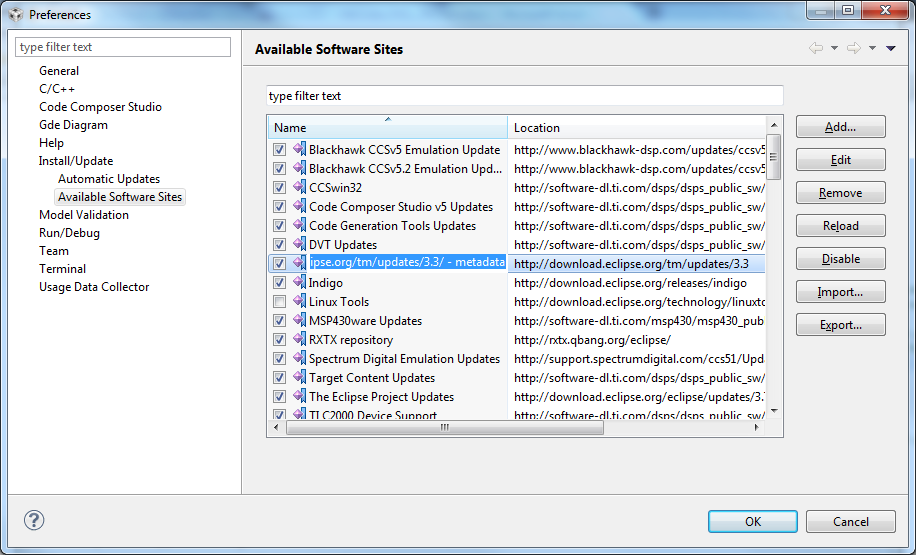 Preferences
type filter text
General
C/C++
Code Composer Studio
Gde Diagram
Help
Install/Update
Automatic Updates
Available Software Sites
Model Validation
Run/Debug
Team
Terminal
Usage Data Collector
Available Software Sites
type filter text
Name Location
Blackhawk CCSv5 Emulation Update http://www.blackhawk-dsp.com/updates/ccsv5
Blackhawk CCSv5.2 Emulation Upd... http://www.blackhawk-dsp.com/updates/ccsv5
CCSwin32 http://software-dl.ti.com/dsps/dsps_public_sw/
Code Composer Studio v5 Updates http://software-dl.ti.com/dsps/dsps_public_sw/
Code Generation Tools Updates http://software-dl.ti.com/dsps/dsps_public_sw/
DVT Updates http://software-dl.ti.com/dsps/dsps_public_sw/
ipse.org/tm/updates/3.3/ - metadata http://download.eclipse.org/tm/updates/3.3
Indigo http://download.eclipse.org/releases/indigo
Linux Tools http://download.eclipse.org/technology/linuxto
MSP430ware Updates http://software-dl.ti.com/msp430/msp430_publ
RXTX repository http://rxtx.qbang.org/eclipse/
Spectrum Digital Emulation Updates http://support.spectrumdigital.com/ccs51/Upda
Target Content Updates http://software-dl.ti.com/dsps/dsps_public_sw/
The Eclipse Project Updates http://download.eclipse.org/eclipse/updates/3.7
TLC2000 Device Support http://software-dl.ti.com/dsps/dsps_public_sw/
Add...
Edit
Remove
Reload
Disable
Import...
Export...
OK
Cancel